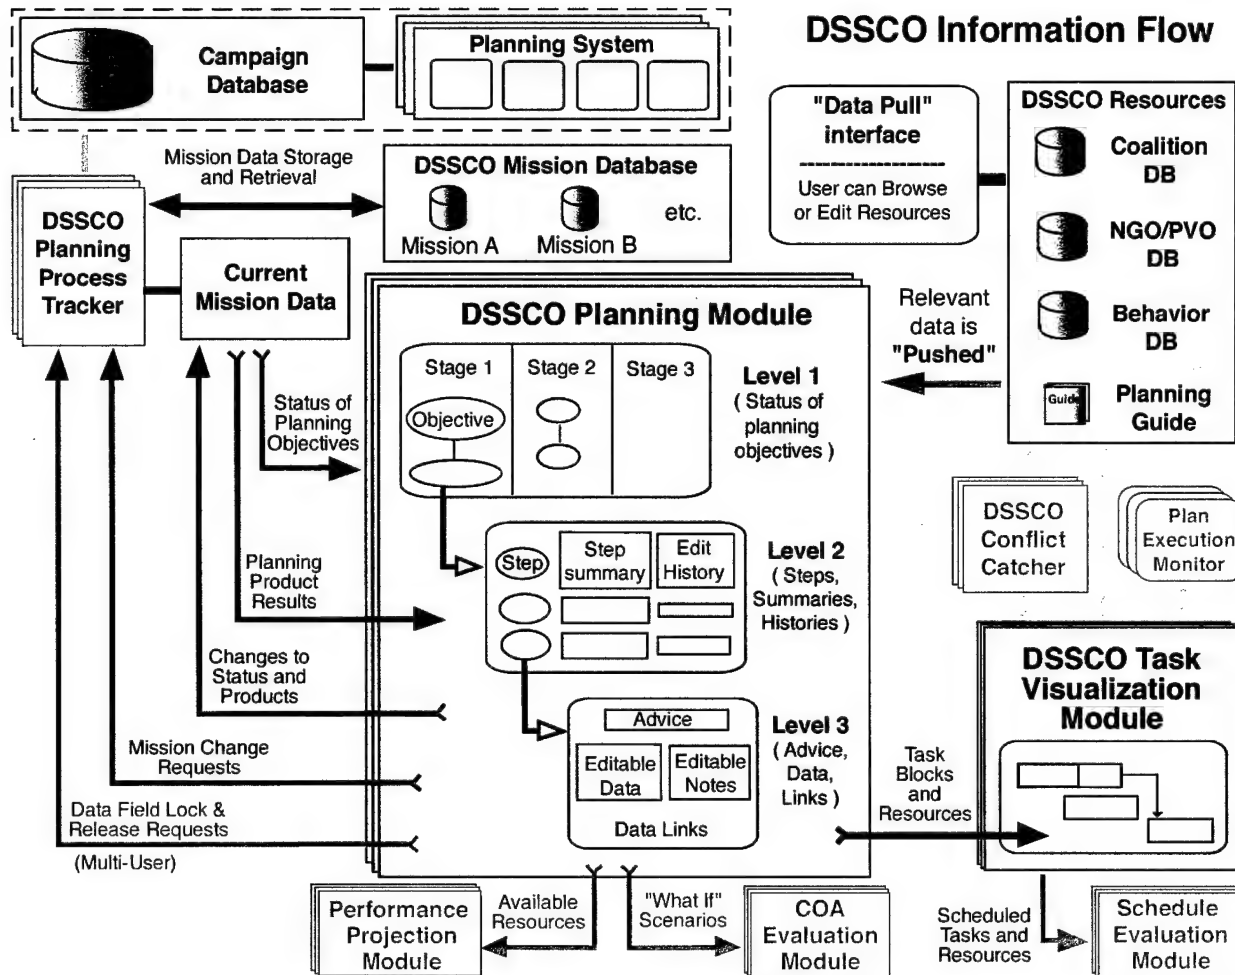 DSSCO Information Flow
Campaign
Database
Planning System
"Data Pull"
interface
User can Browse
or Edit Resources
DSSCO Resources
Coalition
DB
NGO/PVO
DB
Behavior
DB
Guide
Planning
Guide
Mission Data Storage
and Retrieval
DSSCO Mission Database
Mission A
Mission B
etc.
DSSCO
Planning
Process
Tracker
Current
Mission Data
Relevant
data is
"Pushed"
DSSCO Planning Module
Stage 1
Stage 2
Stage 3
Objective
Level 1
( Status of
planning
objectives )
Status of
Planning
Objectives
Step
Step
summary
Edit
History
Level 2
( Steps,
Summaries,
Histories )
Planning
Product
Results
Changes to
Status and
Products
Advice
Editable
Data
Editable
Notes
Data Links
Level 3
( Advice,
Data,
Links )
Mission Change
Requests
Data Field Lock &
Release Requests
(Multi-User)
DSSCO
Conflict
Catcher
Plan
Execution
Monitor
DSSCO Task
Visualization
Module
Task
Blocks
and
Resources
Performance
Projection
Module
Available
Resources
"What If"
Scenarios
COA
Evaluation
Module
Scheduled
Tasks and
Resources
Schedule
Evaluation
Module